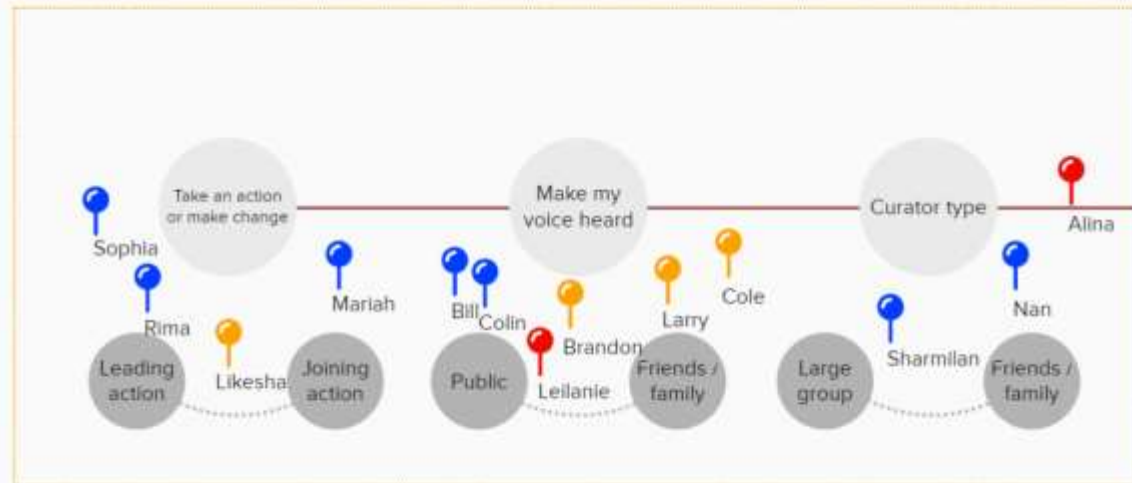 Take an action
or make change
Make my
voice heard
Curator type
Alina
Sophia
Mariah
Bill
Colin
Larry
Cole
Nan
Rima
Likesha
Brandon
Leilanie
Sharmilan
Leading
action
Joining
action
Public
Friends /
family
Large
group
Friends /
family